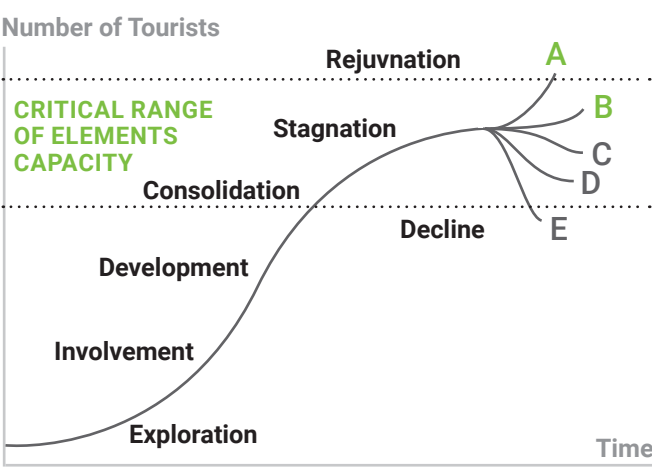 Number of Tourists
Rejuvnation
A
CRITICAL RANGE
OF ELEMENTS
CAPACITY
B
Stagnation
C
Consolidation
D
Decline
E
Development
Involvement
Exploration
Time